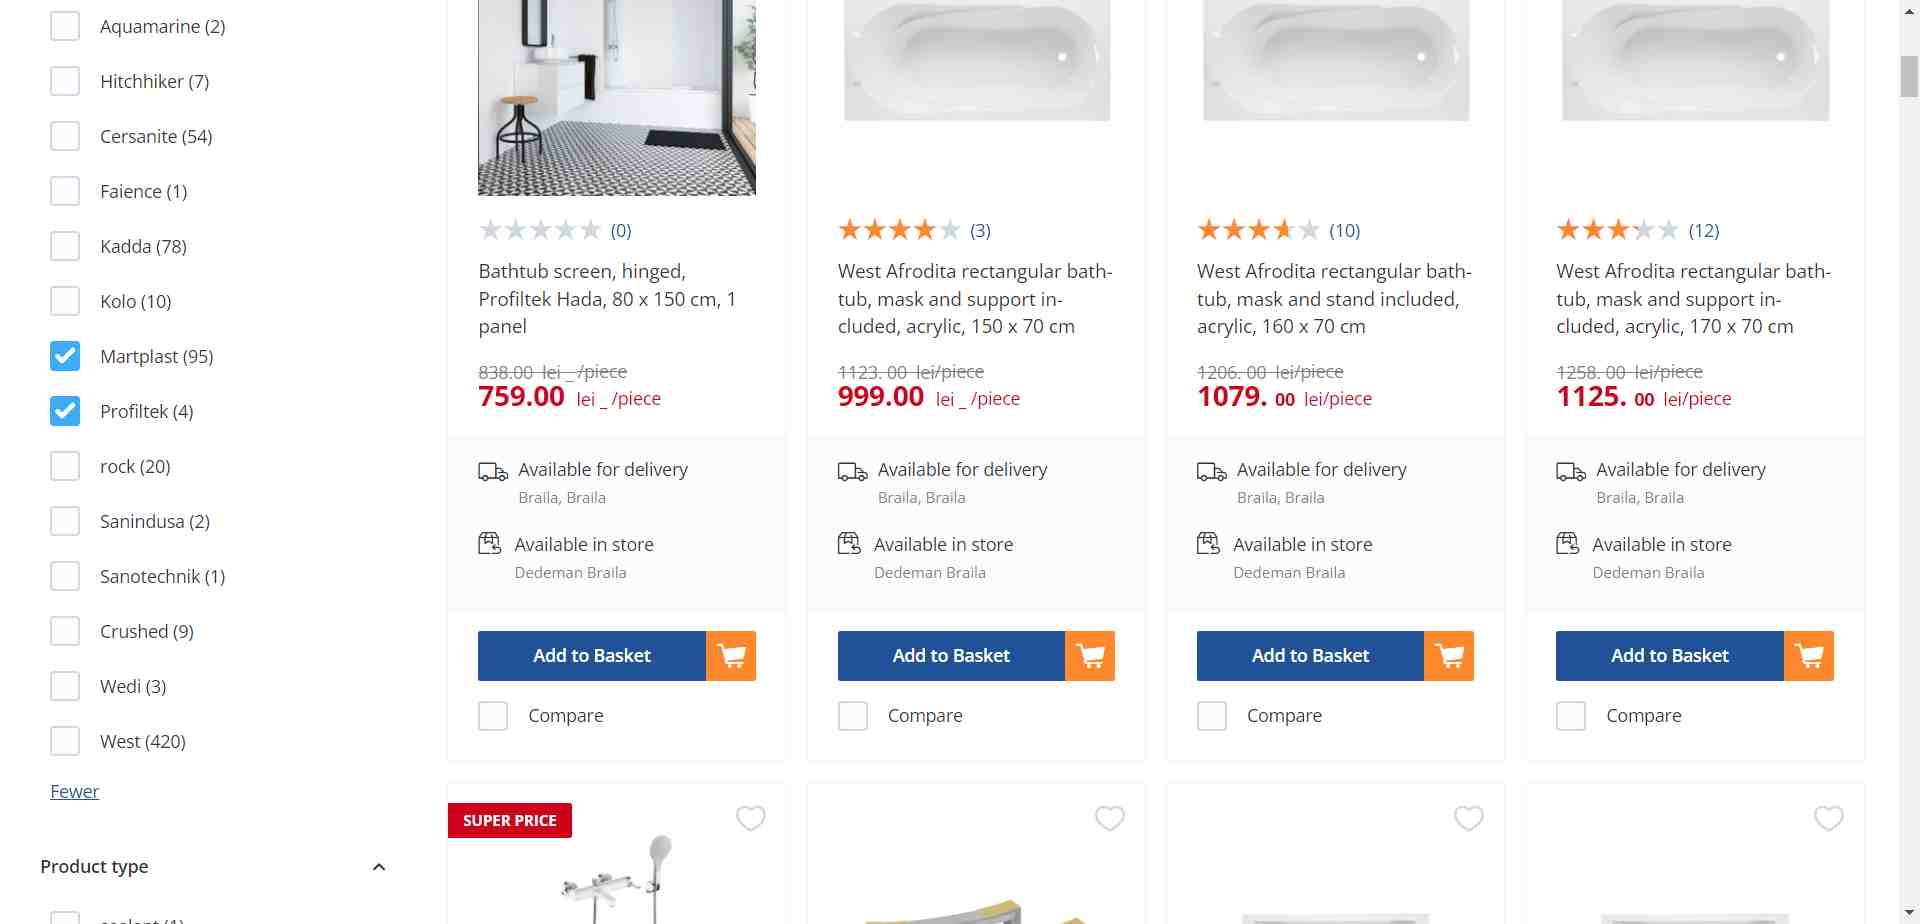 Aquamarine (2)
Hitchhiker (7)
Cersanite (54)
Faience (1)
Kadda (78)
Kolo (10)
Martplast (95)
Profiltek (4)
rock (20)
Sanindusa (2)
Sanotechnik (1)
Crushed (9)
Wedi (3)
West (420)
Fewer
Product type
(0)
Bathtub screen, hinged,
Profiltek Hada, 80 x 150 cm, 1
panel
838.00 lei _ /piece
759.00 lei _ /piece
Available for delivery
Braila, Braila
Available in store
Dedeman Braila
Add to Basket
Compare
(3)
West Afrodita rectangular bath-
tub, mask and support in-
cluded, acrylic, 150 x 70 cm
1123. 00 lei/piece
999.00 lei _ /piece
Available for delivery
Braila, Braila
Available in store
Dedeman Braila
Add to Basket
Compare
(10)
West Afrodita rectangular bath-
tub, mask and stand included,
acrylic, 160 x 70 cm
1206. 00 lei/piece
1079. 00 lei/piece
Available for delivery
Braila, Braila
Available in store
Dedeman Braila
Add to Basket
Compare
(12)
West Afrodita rectangular bath-
tub, mask and support in-
cluded, acrylic, 170 x 70 cm
1258. 00 lei/piece
1125. 00 lei/piece
Available for delivery
Braila, Braila
Available in store
Dedeman Braila
Add to Basket
Compare
SUPER PRICE